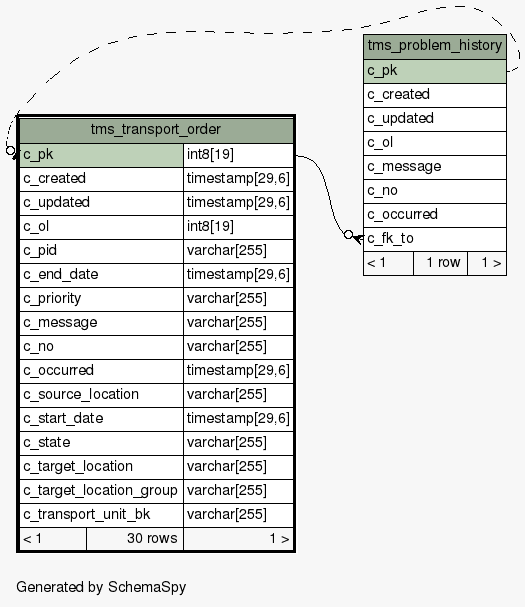 tms_problem_history
c_pk
c_created
c_updated
c_ol
c_message
c_no
c_occurred
c_fk_to
< 1 1 row 1 >
tms_transport_order
c_pk int8[19]
c_created timestamp[29,6]
c_updated timestamp[29,6]
c_ol int8[19]
c_pid varchar[255]
c_end_date timestamp[29,6]
c_priority varchar[255]
c_message varchar[255]
c_no varchar[255]
c_occurred timestamp[29,6]
c_source_location varchar[255]
c_start_date timestamp[29,6]
c_state varchar[255]
c_target_location varchar[255]
c_target_location_group varchar[255]
c_transport_unit_bk varchar[255]
< 1 30 rows 1 >
Generated by SchemaSpy